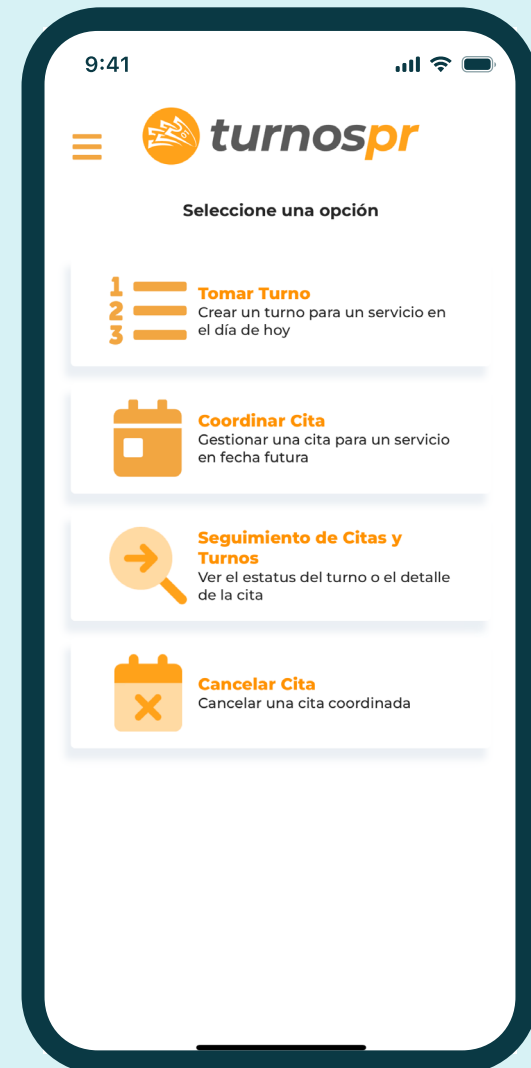 9:41
turnospr
Seleccione una opción
1
2
3
Tomar Turno
Crear un turno para un servicio en
el día de hoy
Coordinar Cita
Gestionar una cita para un servicio
en fecha futura
Seguimiento de Citas y
Turnos
Ver el estatus del turno o el detalle
de la cita
Cancelar Cita
Cancelar una cita coordinada